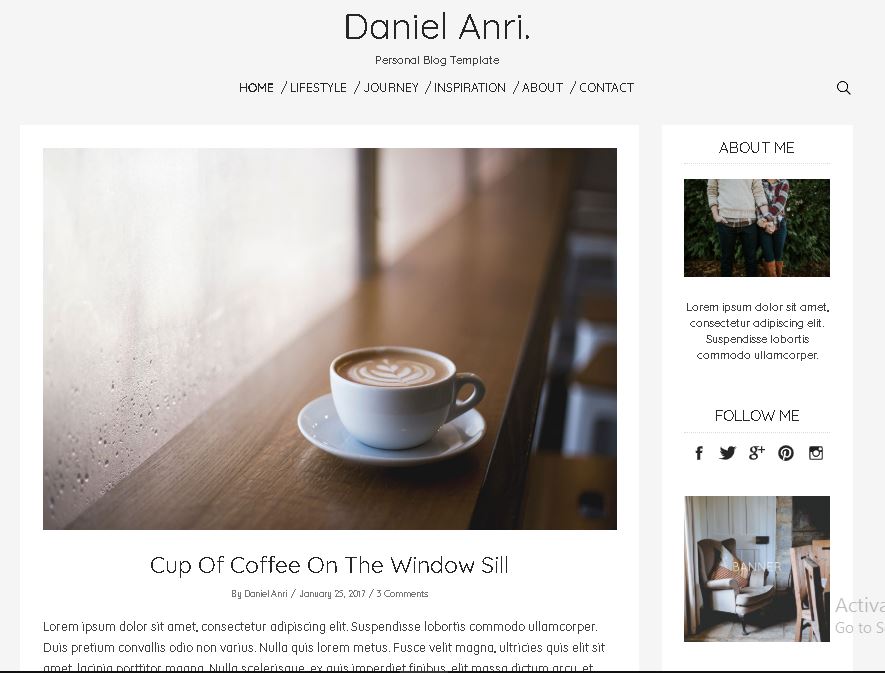 Daniel Anri.
Personal Blog Template
HOME / LIFESTYLE / JOURNEY / INSPIRATION / ABOUT / CONTACT
Cup Of Coffee On The Window Sill
By Daniel Anri / January 25, 2017 / 3 Comments
Lorem ipsum dolor sit amet, consectetur adipiscing elit. Suspendisse lobortis commodo ullamcorper.
Duis pretium convallis odio non varius. Nulla quis lorem metus. Fusce velit magna, ultricies quis elit sit
amet, lacinia porttitor magna. Nulla scelerisque, ex quis imperdiet finibus, elit massa dictum arcu, et
ABOUT ME
Lorem ipsum dolor sit amet,
consectetur adipiscing elit.
Suspendisse lobortis
commodo ullamcorper.
FOLLOW ME
BANNER
Activa
Go to S